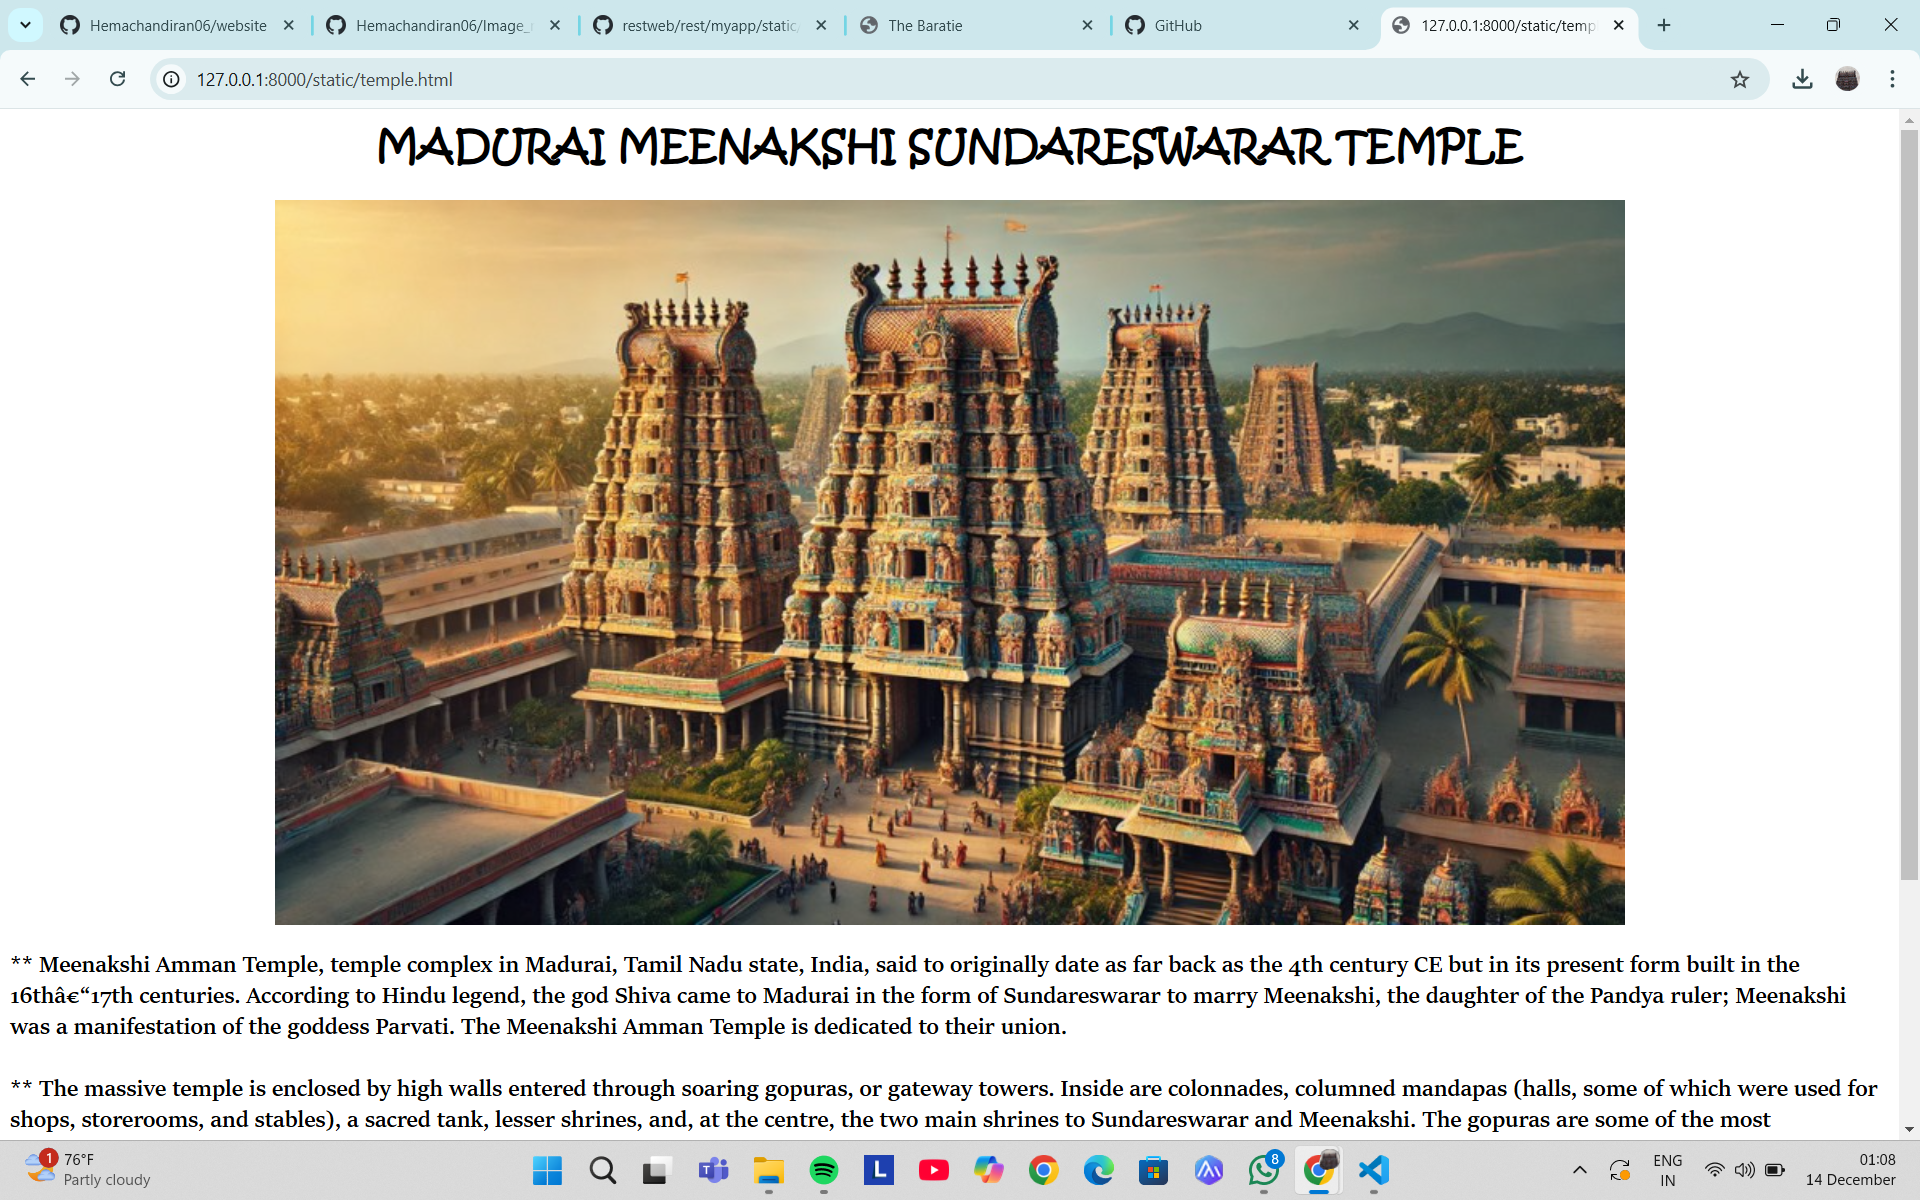 Hemachandiran06/website
Hemachandiran06/Image_
restweb/rest/myapp/static
The Baratie
GitHub
127.0.0.1:8000/static/temp
127.0.0.1:8000/static/temple.html
MADURAI MEENAKSHI SUNDARESWARAR TEMPLE
** Meenakshi Amman Temple, temple complex in Madurai, Tamil Nadu state, India, said to originally date as far back as the 4th century CE but in its present form built in the
16thâ€“17th centuries. According to Hindu legend, the god Shiva came to Madurai in the form of Sundareswarar to marry Meenakshi, the daughter of the Pandya ruler; Meenakshi
was a manifestation of the goddess Parvati. The Meenakshi Amman Temple is dedicated to their union.
** The massive temple is enclosed by high walls entered through soaring gopuras, or gateway towers. Inside are colonnades, columned mandapas (halls, some of which were used for
shops, storerooms, and stables), a sacred tank, lesser shrines, and, at the centre, the two main shrines to Sundareswarar and Meenakshi. The gopuras are some of the most
1
76°F
Partly cloudy
L
8
ENG
IN
01:08
14 December